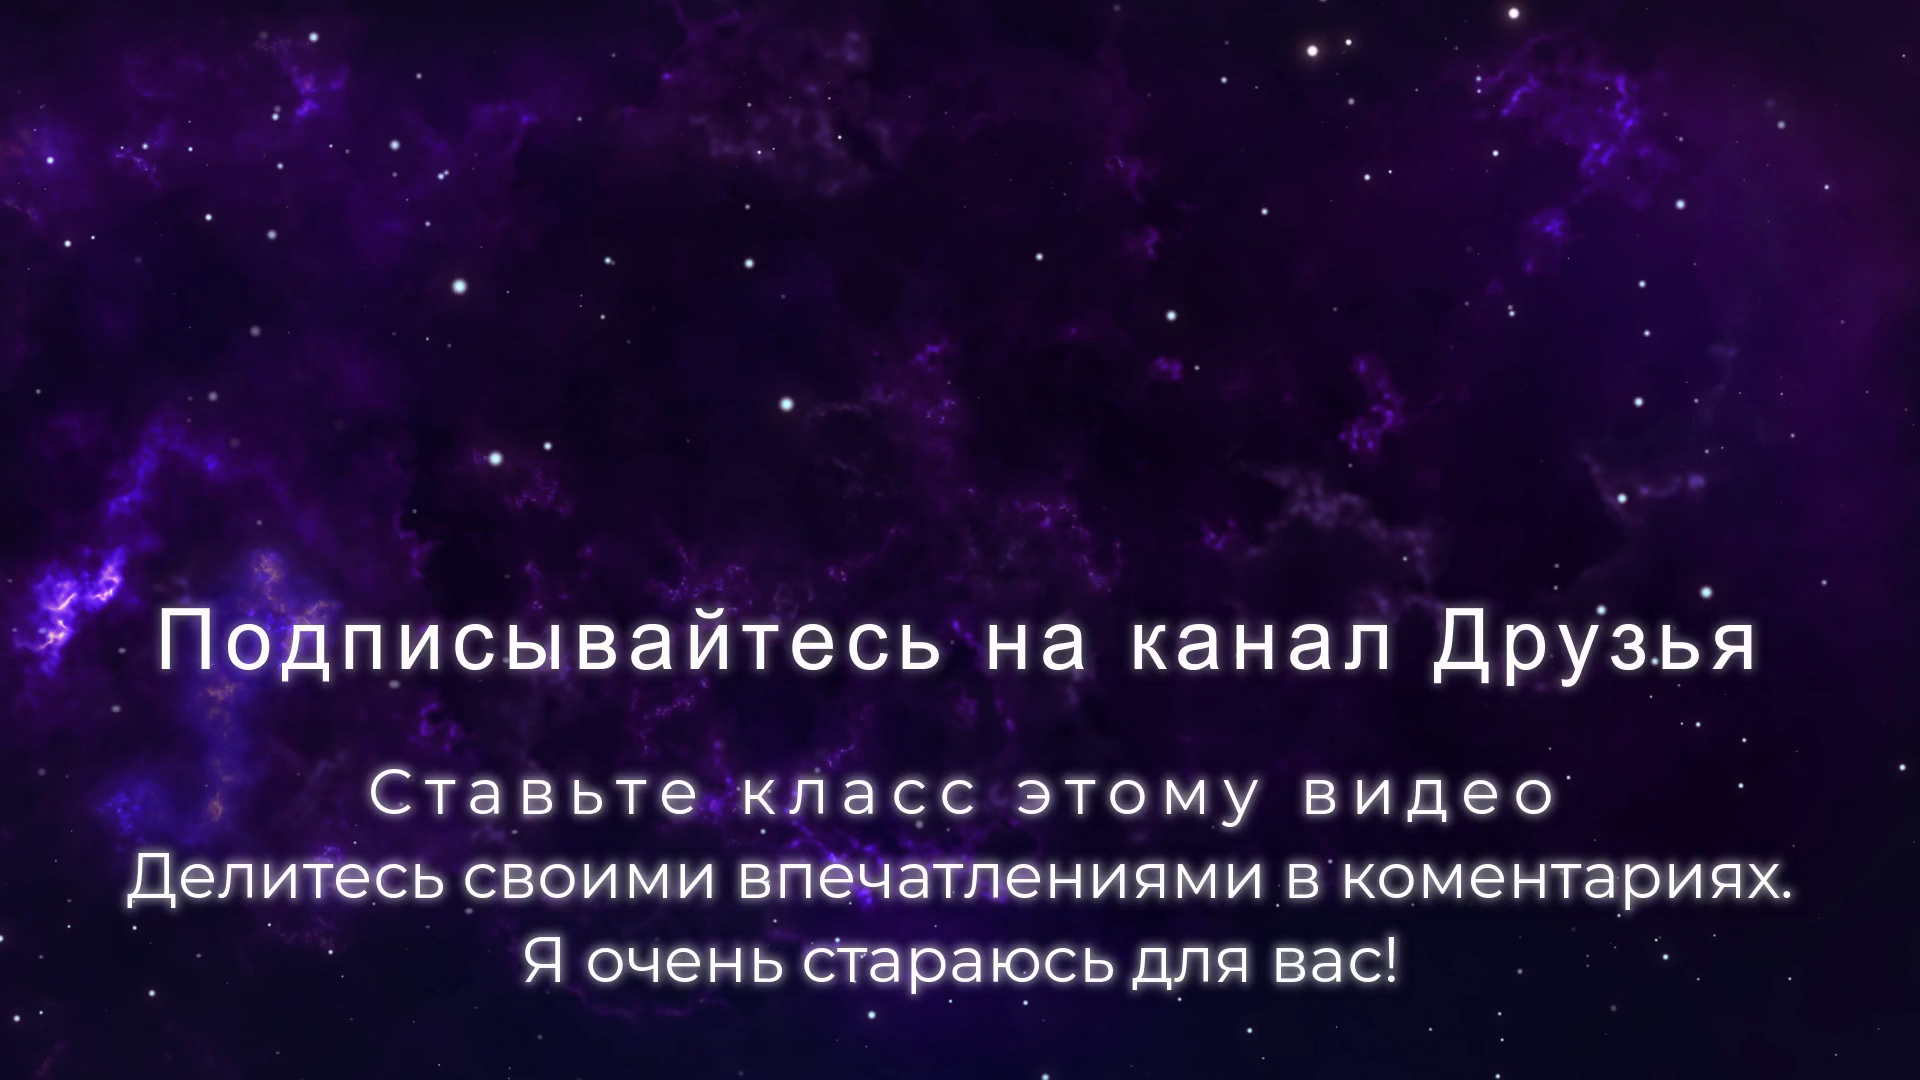 Подписывайтесь на канал Друзья
Ставьте класс этому видео
Делитесь своими впечатлениями в коментариях.
Я очень стараюсь для вас!